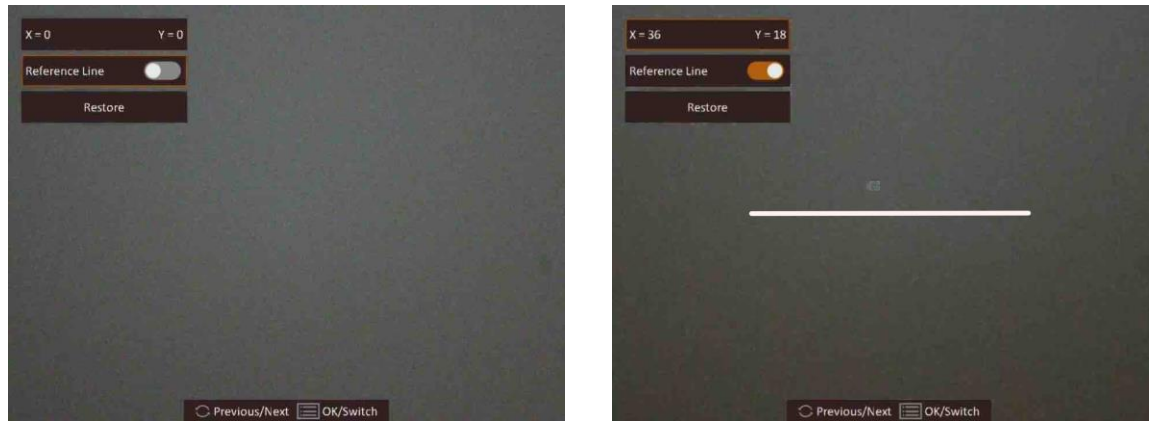 X = 0 Y = 0
Reference Line
Restore
Previous/Next OK/Switch
X = 36 Y = 18
Reference Line
Restore
Previous/Next OK/Switch